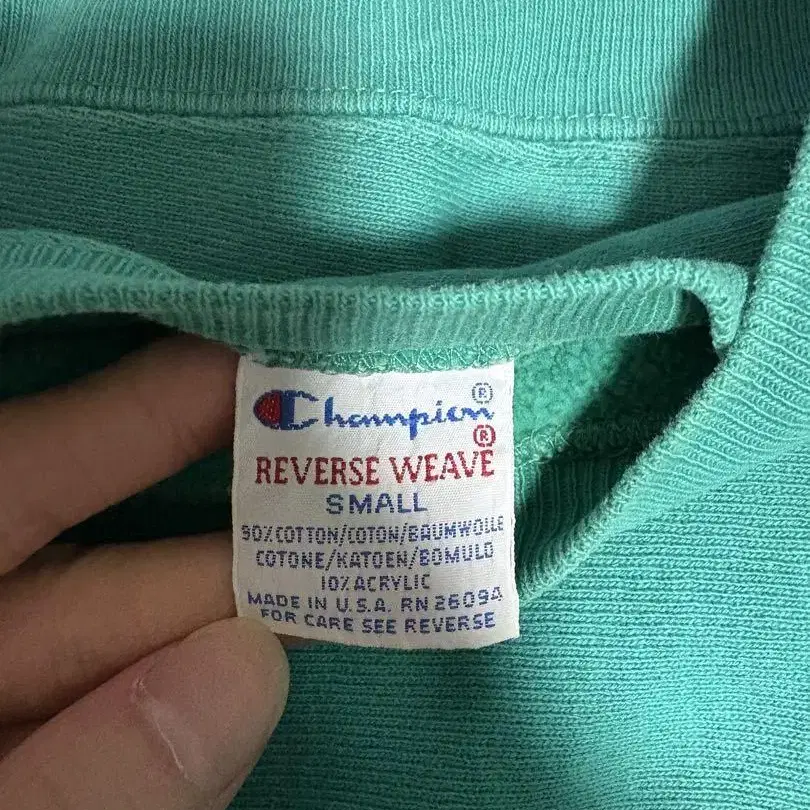 Champion®
REVERSE WEAVE®
SMALL
90% COTTON/COTON/BAUMWOLLE
COTONE/KATOEN/BOMULD
10% ACRYLIC
MADE IN U.S.A. RN 26094
FOR CARE SEE REVERSE